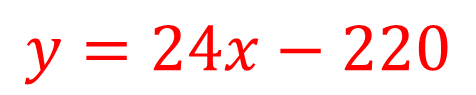 y = 24x − 220